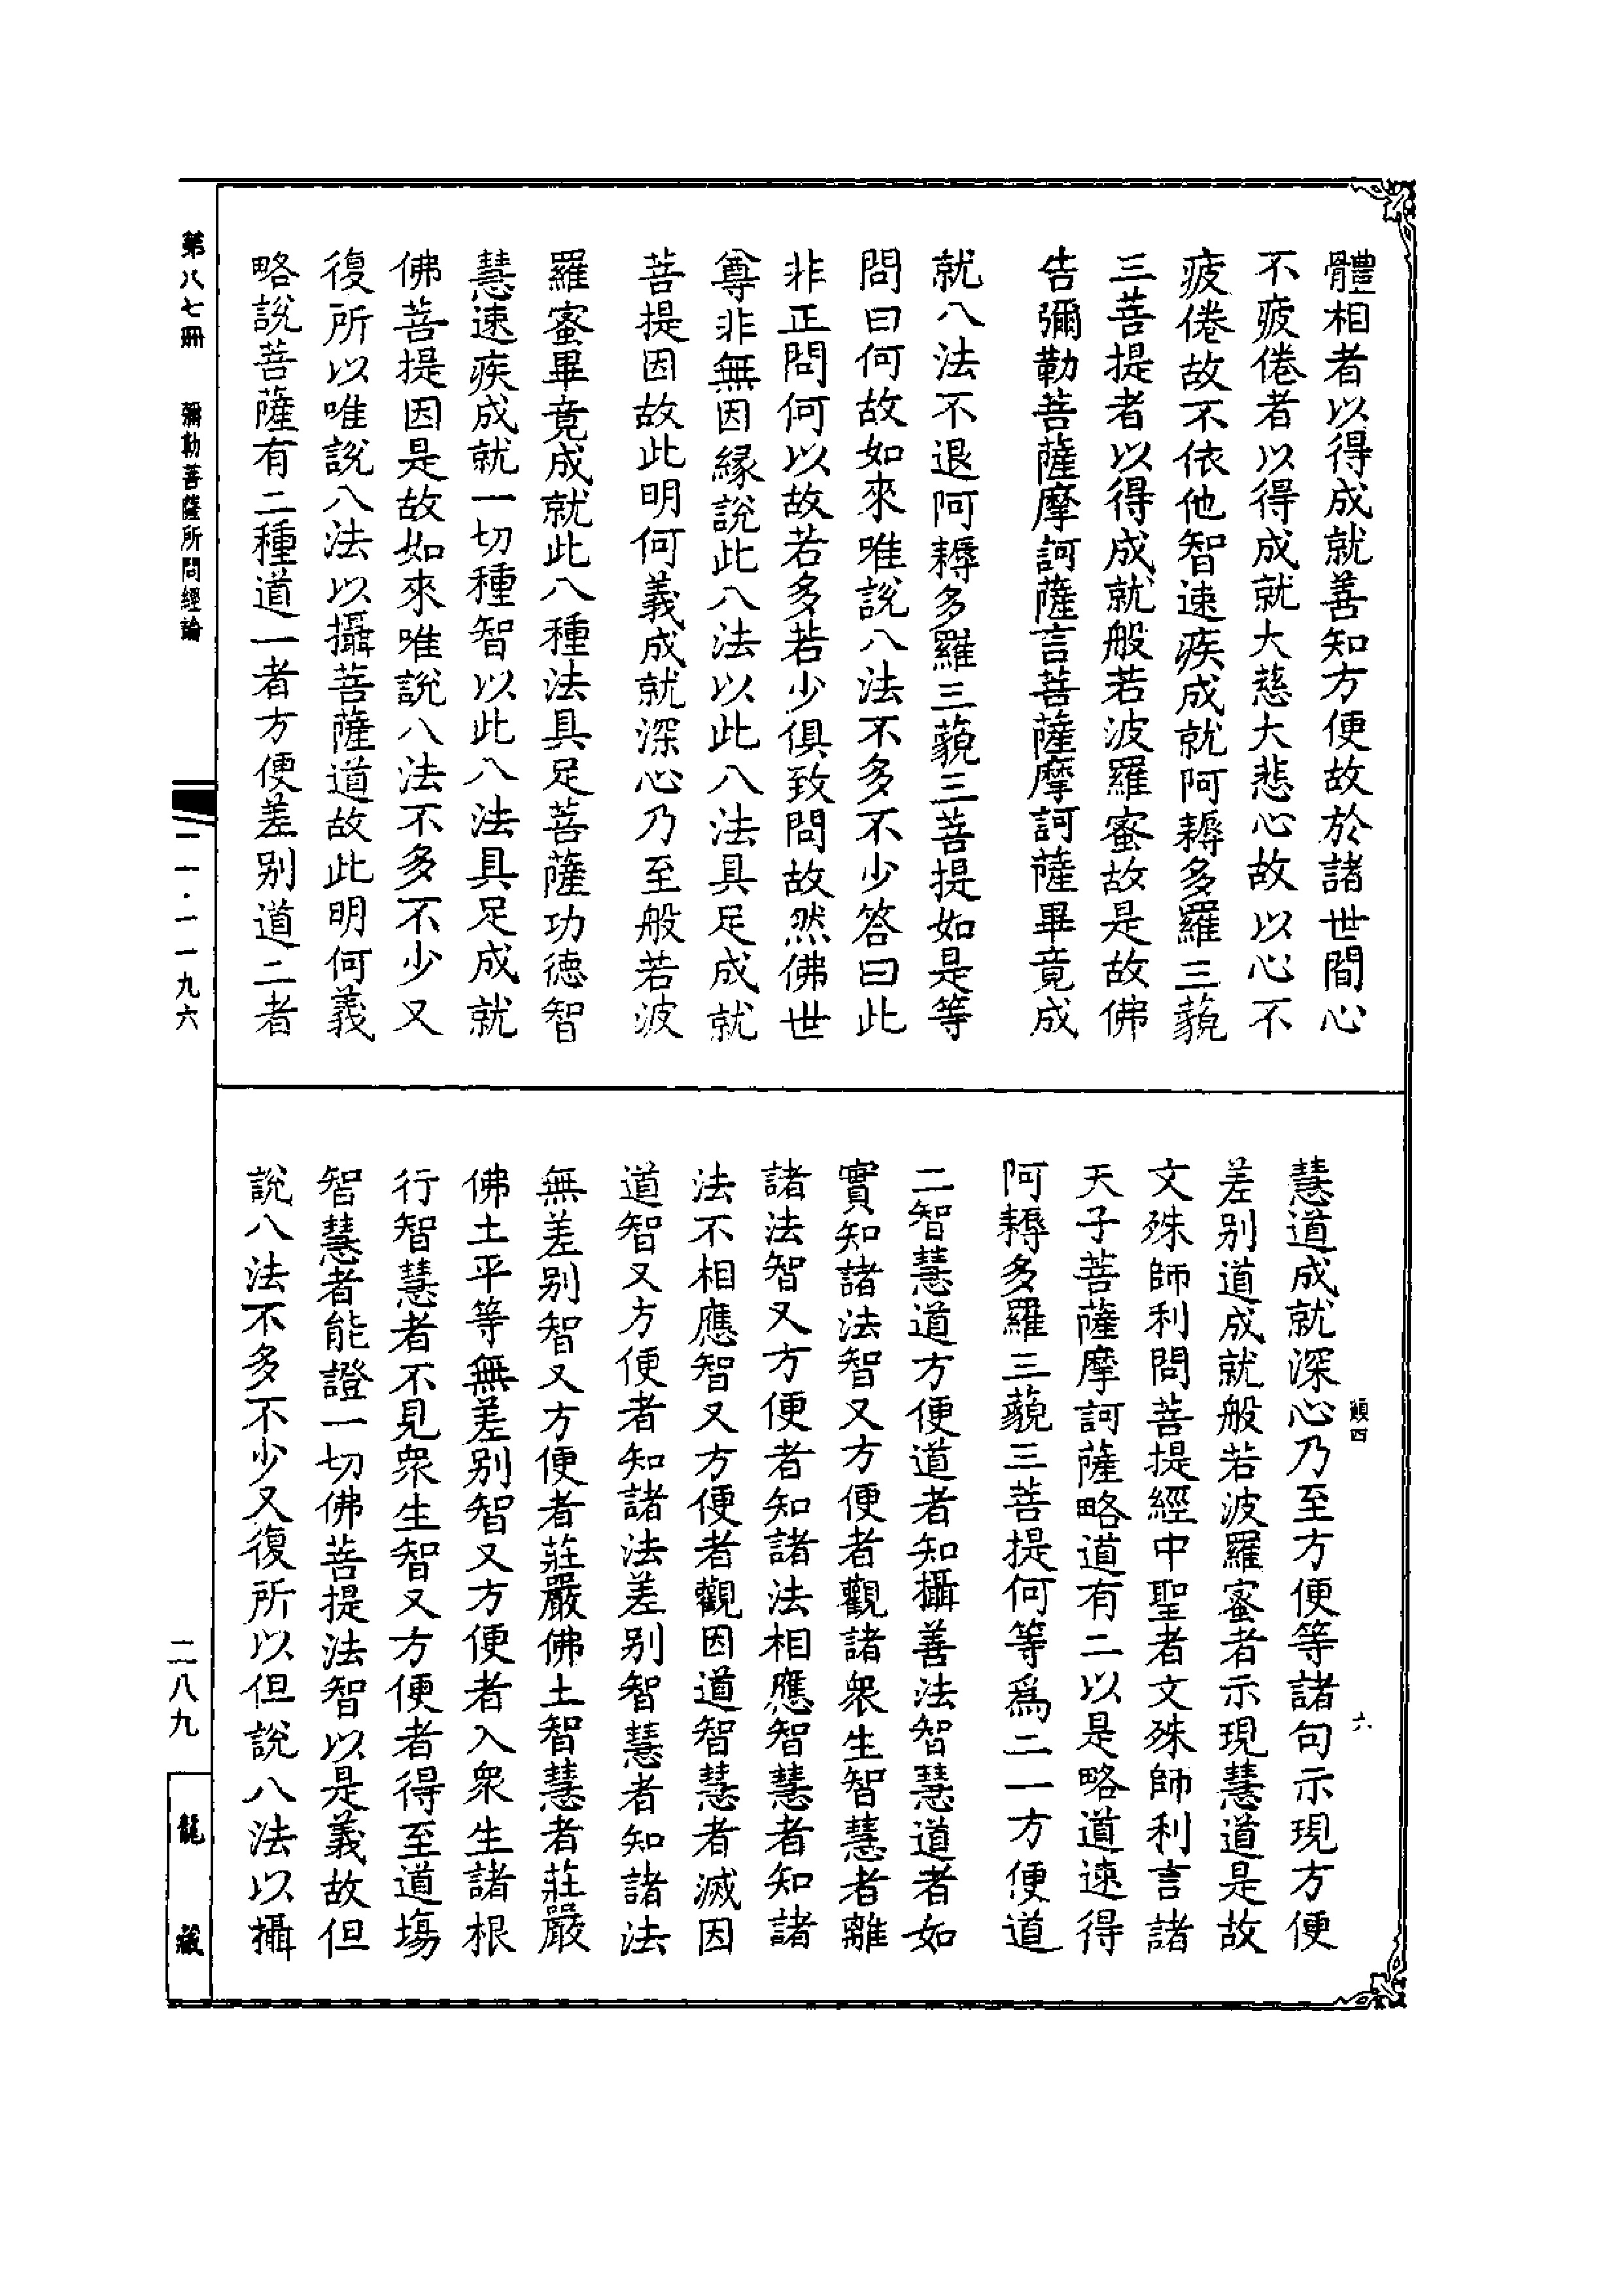 體相者以得成就善知方便故於諸世間心
不疲倦者以得成就大慈大悲心故以心不
疲倦故不依他智速疾成就阿耨多羅三藐
三菩提者以得成就般若波羅蜜故是故佛
告彌勒菩薩摩訶薩言菩薩摩訶薩畢竟成
就八法不退阿耨多羅三藐三菩提如是等
問曰何故如來唯說八法不多不少答曰此
非正問何以故若多若少俱致問故然佛世
尊非無因緣說此八法以此八法具足成就
菩提因故此明何義成就深心乃至般若波
羅蜜畢竟成就此八種法具足菩薩功德智
慧速疾成就一切種智以此八法具足成就
佛菩提因是故如來唯說八法不多不少又
復所以唯說八法以攝菩薩道故此明何義
略說菩薩有二種道一者方便差別道二者
顗四
六
慧道成就深心乃至方便等諸句示現方便
差別道成就般若波羅蜜者示現慧道是故
文殊師利問菩提經中聖者文殊師利言諸
天子菩薩摩訶薩略道有二以是略道速得
阿耨多羅三藐三菩提何等爲二一方便道
二智慧道方便道者知攝善法智慧道者如
實知諸法智又方便者觀諸衆生智慧者離
諸法智又方便者知諸法相應智慧者知諸
法不相應智又方便者觀因道智慧者滅因
道智又方便者知諸法差別智慧者知諸法
無差別智又方便者莊嚴佛土智慧者莊嚴
佛土平等無差別智又方便者入衆生諸根
行智慧者不見衆生智又方便者得至道場
智慧者能證一切佛菩提法智以是義故但
說八法不多不少又復所以但說八法以攝
第八七冊
彌勒菩薩所問經論
一一·一一九六
二八九
龍藏